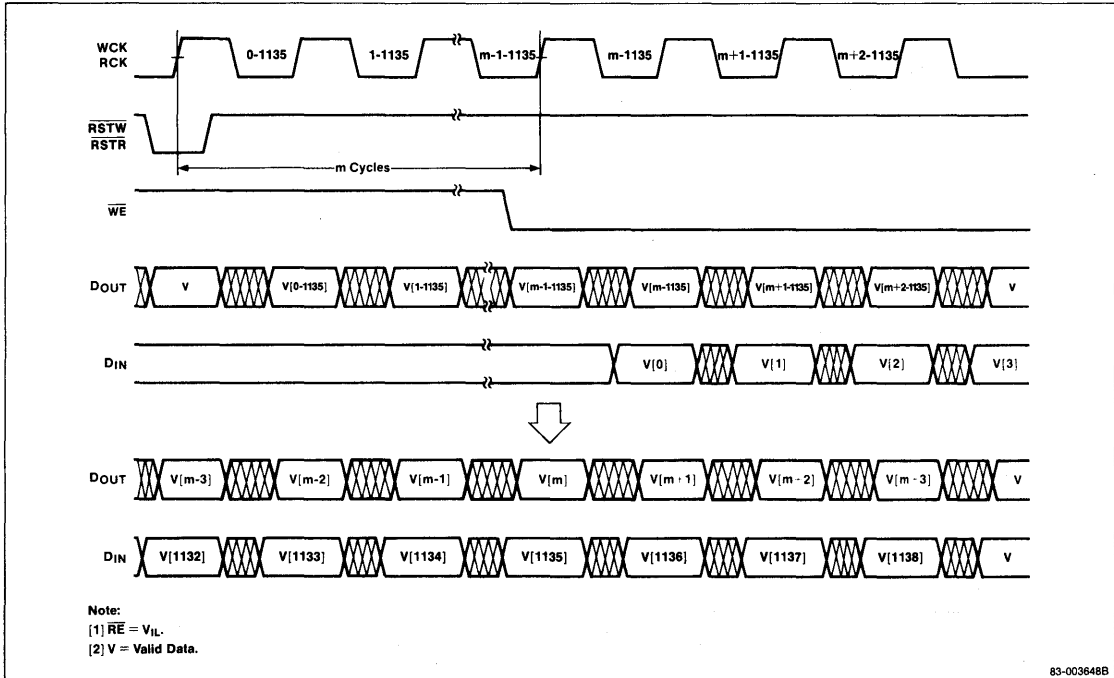 WCK
RCK
0-1135 1-1135 m-1-1135 m-1135 m+1-1135 m+2-1135
RSTW
RSTR
m Cycles
WE
DOUT V V[0-1135] V[1-1135] V[m-1-1135] V[m-1135] V[m+1-1135] V[m+2-1135] V
DIN V[0] V[1] V[2] V[3]
DOUT V[m-3] V[m-2] V[m-1] V[m] V[m+1] V[m-2] V[m-3] V
DIN V[1132] V[1133] V[1134] V[1135] V[1136] V[1137] V[1138] V
Note:
[1] RE = VIL.
[2] V = Valid Data.
83-003648B